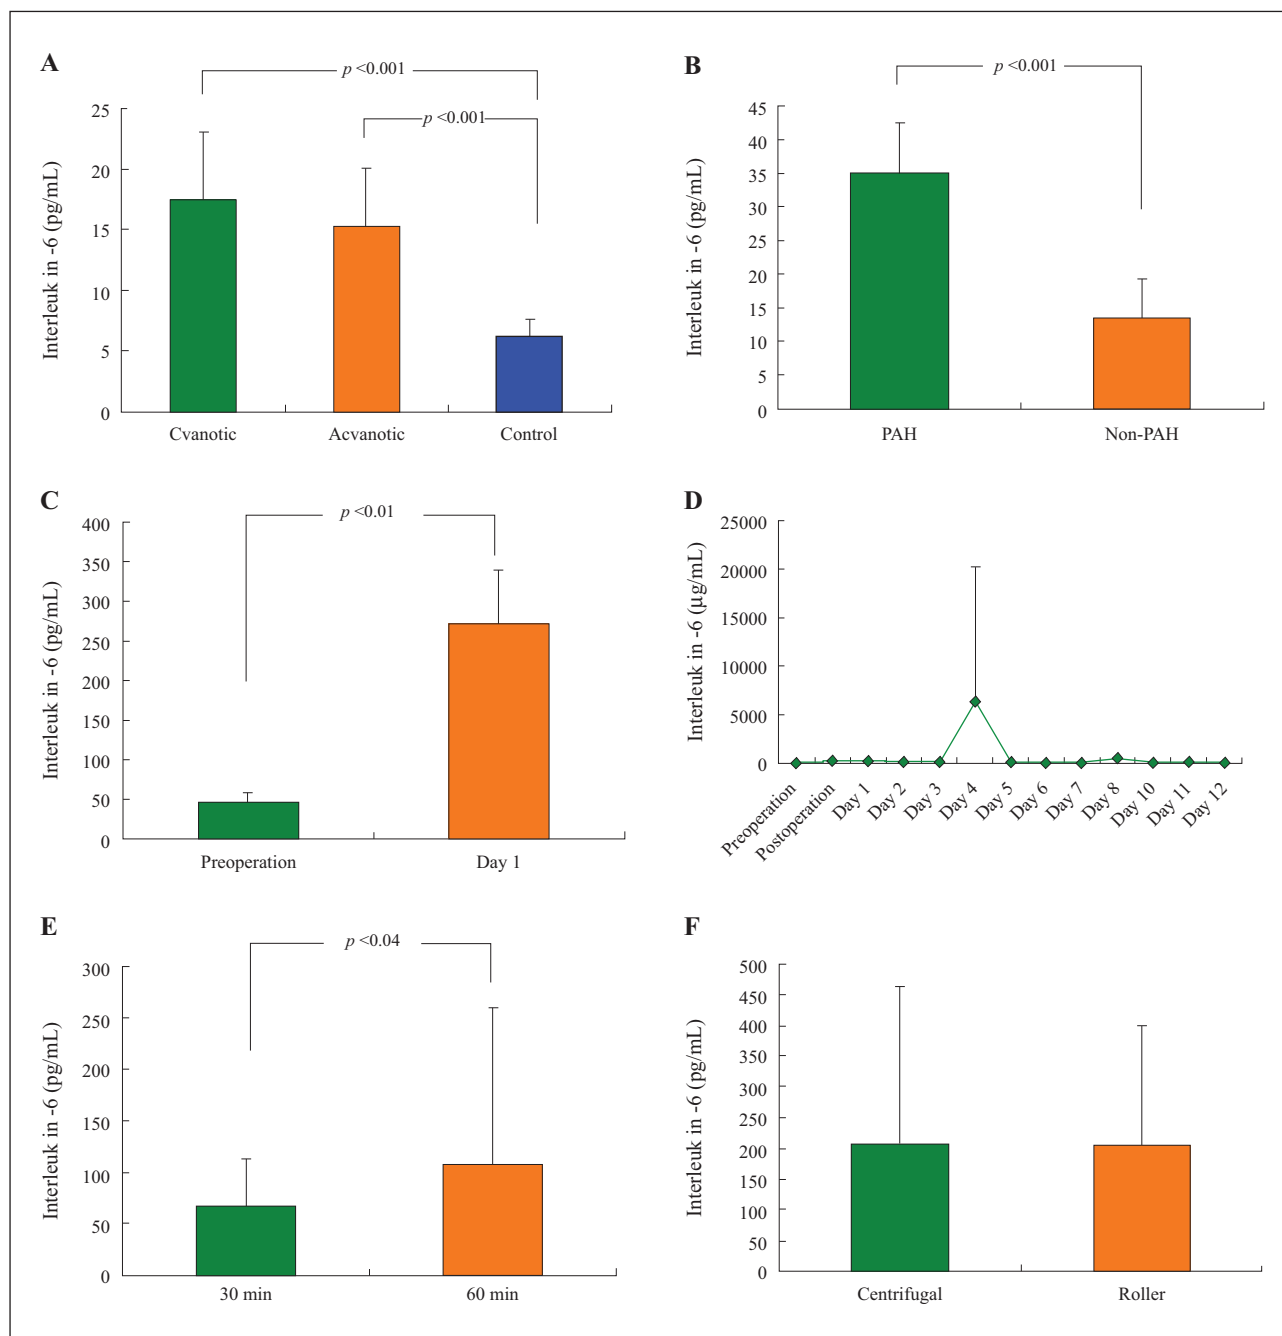 A
p <0.001
p <0.001
Interleuk in -6 (pg/mL)
25
20
15
10
5
0
Cvanotic
Acvanotic
Control
B
p <0.001
Interleuk in -6 (pg/mL)
45
40
35
30
25
20
15
10
5
0
PAH
Non-PAH
C
p <0.01
Interleuk in -6 (pg/mL)
400
350
300
250
200
150
100
50
0
Preoperation
Day 1
D
Interleuk in -6 (µg/mL)
25000
20000
15000
10000
5000
0
Preoperation
Postoperation
Day 1
Day 2
Day 3
Day 4
Day 5
Day 6
Day 7
Day 8
Day 10
Day 11
Day 12
E
p <0.04
Interleuk in -6 (pg/mL)
300
250
200
150
100
50
0
30 min
60 min
F
Interleuk in -6 (pg/mL)
500
450
400
350
300
250
200
150
100
50
0
Centrifugal
Roller